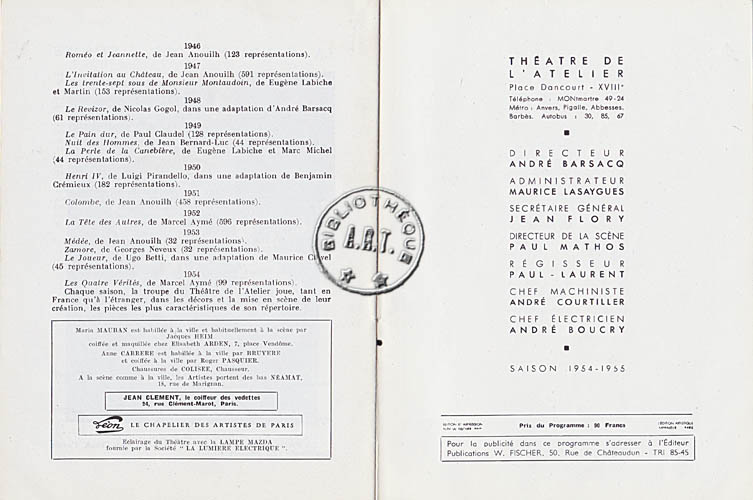 1946
Roméo et Jeannette, de Jean Anouilh (123 représentations).
1947
L'Invitation au Château, de Jean Anouilh (591 représentations).
Les trente-sept sous de Monsieur Montaudoin, de Eugène Labiche
et Martin (153 représentations).
1948
Le Revizor, de Nicolas Gogol, dans une adaptation d'André Barsacq
(61 représentations).
1949
Le Pain dur, de Paul Claudel (128 représentations).
Nuit des Hommes, de Jean Bernard-Luc (44 représentations).
La Perle de la Canebière, de Eugène Labiche et Marc Michel
(44 représentations).
1950
Henri IV, de Luigi Pirandello, dans une adaptation de Benjamin
Crémieux (182 représentations).
1951
Colombe, de Jean Anouilh (458 représentations).
1952
La Tête des Autres, de Marcel Aymé (596 représentations).
1953
Médée, de Jean Anouilh (32 représentations).
Zamore, de Georges Neveux (32 représentations).
Le Joueur, de Ugo Betti, dans une adaptation de Maurice Clavel
(45 représentations).
1954
Les Quatre Vérités, de Marcel Aymé (99 représentations).
Chaque saison, la troupe du Théâtre de l'Atelier joue, tant en
France qu'à l'étranger, dans les décors et la mise en scène de leur
création, les pièces les plus caractéristiques de son répertoire.
Maria MAUBAN est habillée à la ville et habituellement à la scène par
Jacques HEIM
coiffée et maquillée chez Elisabeth ARDEN, 7, place Vendôme.
Anne CARRERE est habillée à la ville par BRUYERE
et coiffée à la ville par Roger PASQUIER.
Chaussures de COLISEE, Chausseur.
A la scène comme à la ville, les Artistes portent des bas NÉAMAT,
18, rue de Marignan.
JEAN CLEMENT, le coiffeur des vedettes
24, rue Clément-Marot, Paris.
Léon LE CHAPELIER DES ARTISTES DE PARIS
Eclairage du Théâtre avec la LAMPE MAZDA
fournie par la Société " LA LUMIERE ELECTRIQUE ".
BIBLIOTHÈQUE
A.R.T.
THÉATRE DE
L'ATELIER
Place Dancourt - XVIIIe
Téléphone : MONtmartre 49-24
Métro : Anvers, Pigalle, Abbesses,
Barbès. Autobus : 30, 85, 67
DIRECTEUR
ANDRÉ BARSACQ
ADMINISTRATEUR
MAURICE LASAYGUES
SECRÉTAIRE GÉNÉRAL
JEAN FLORY
DIRECTEUR DE LA SCÈNE
PAUL MATHOS
RÉGISSEUR
PAUL-LAURENT
CHEF MACHINISTE
ANDRÉ COURTILLER
CHEF ÉLECTRICIEN
ANDRÉ BOUCRY
SAISON 1954-1955
Prix du Programme : 90 Francs
Pour la publicité dans ce programme s'adresser à l'Éditeur
Publications W. FISCHER, 50, Rue de Châteaudun - TRI 85-45